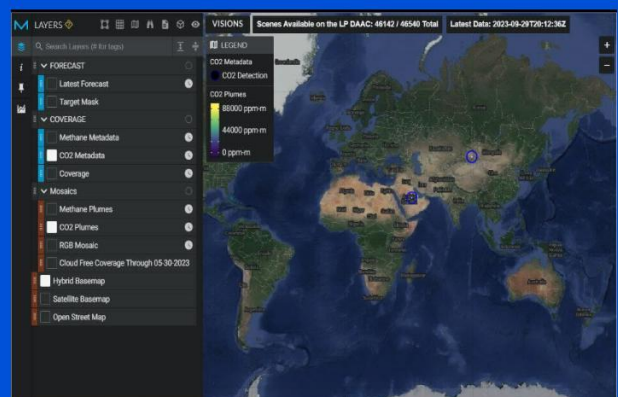 LAYERS
VISIONS
Scenes Available on the LP DAAC: 46142 / 46540 Total
Latest Date: 2023-09-29T20:12:36Z
Search Layers (# for tags)
FORECAST
Latest Forecast
Target Mask
COVERAGE
Methane Metadata
CO2 Metadata
Coverage
Mosaics
Methane Plumes
CO2 Plumes
RGB Mosaic
Cloud Free Coverage Through 05-30-2023
Hybrid Basemap
Satellite Basemap
Open Street Map
LEGEND
CO2 Metadata
CO2 Detection
CO2 Plumes
88000 ppm-m
44000 ppm-m
0 ppm-m
+
−